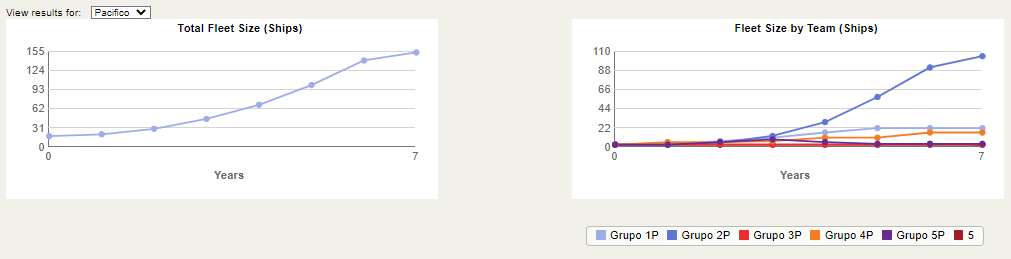 View results for: Pacifico
Total Fleet Size (Ships)
155
124
93
62
31
0
0 7
Years
Fleet Size by Team (Ships)
110
88
66
44
22
0
0 7
Years
Grupo 1P Grupo 2P Grupo 3P Grupo 4P Grupo 5P 5